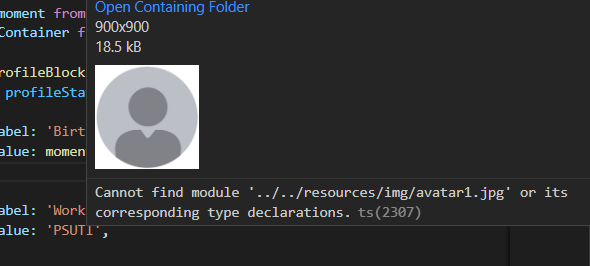 moment from
Open Containing Folder
Container f
900x900
18.5 kB
rofileBlock
profileSta
abel: 'Birt
alue: momen
Cannot find module '../../resources/img/avatar1.jpg' or its
corresponding type declarations. ts(2307)
abel: 'Work
alue: 'PSUTI',